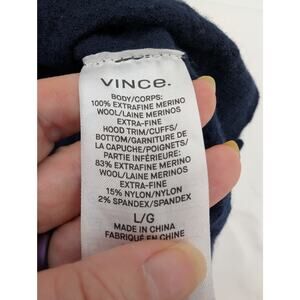 VINCE.
BODY/CORPS:
100% EXTRAFINE MERINO
WOOL/LAINE MERINOS
EXTRA-FINE
HOOD TRIM/CUFFS/
BOTTOM/GARNITURE DE
LA CAPUCHE/POIGNETS/
PARTIE INFÉRIEURE:
83% EXTRAFINE MERINO
WOOL/LAINE MERINOS
EXTRA-FINE
15% NYLON/NYLON
2% SPANDEX/SPANDEX
L/G
MADE IN CHINA
FABRIQUÉ EN CHINE